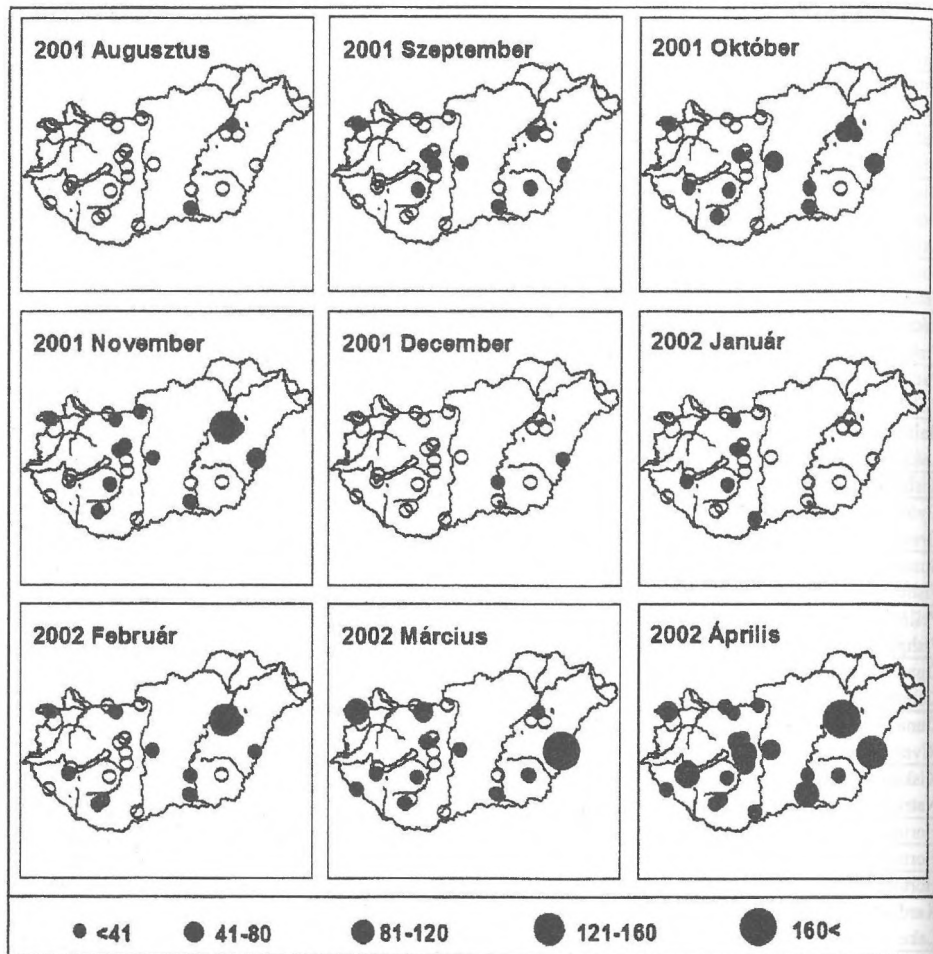 2001 Augusztus
2001 Szeptember
2001 Október
2001 November
2001 December
2002 Január
2002 Február
2002 Március
2002 Április
<41
41-80
81-120
121-160
160<